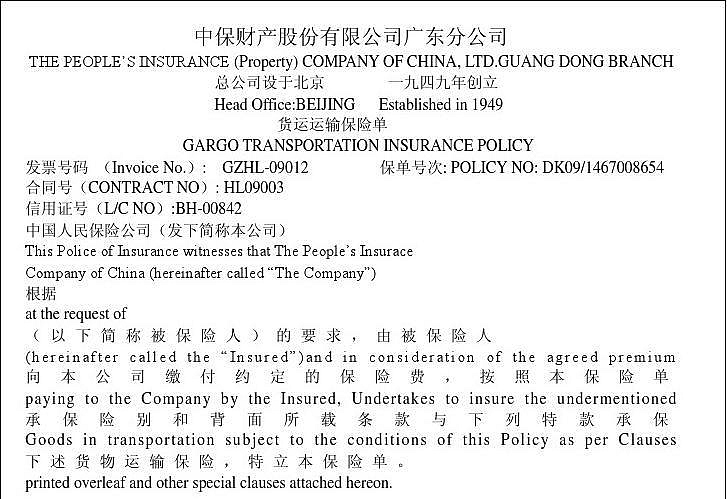 中保财产股份有限公司广东分公司
THE PEOPLE'S INSURANCE (Property) COMPANY OF CHINA, LTD.GUANG DONG BRANCH
总公司设于北京 一九四九年创立
Head Office:BEIJING Established in 1949
货运运输保险单
GARGO TRANSPORTATION INSURANCE POLICY
发票号码 （Invoice No.）: GZHL-09012 保单号次: POLICY NO: DK09/1467008654
合同号（CONTRACT NO）: HL09003
信用证号（L/C NO）:BH-00842
中国人民保险公司（发下简称本公司）
This Police of Insurance witnesses that The People's Insurace
Company of China (hereinafter called “The Company”)
根据
at the request of
（以下简称被保险人）的要求，由被保险人
(hereinafter called the “Insured”)and in consideration of the agreed premium
向本公司缴付约定的保险费，按照本保险单
paying to the Company by the Insured, Undertakes to insure the undermentioned
承保险别和背面所载条款与下列特款承保
Goods in transportation subject to the conditions of this Policy as per Clauses
下述货物运输保险，特立本保险单。
printed overleaf and other special clauses attached hereon.